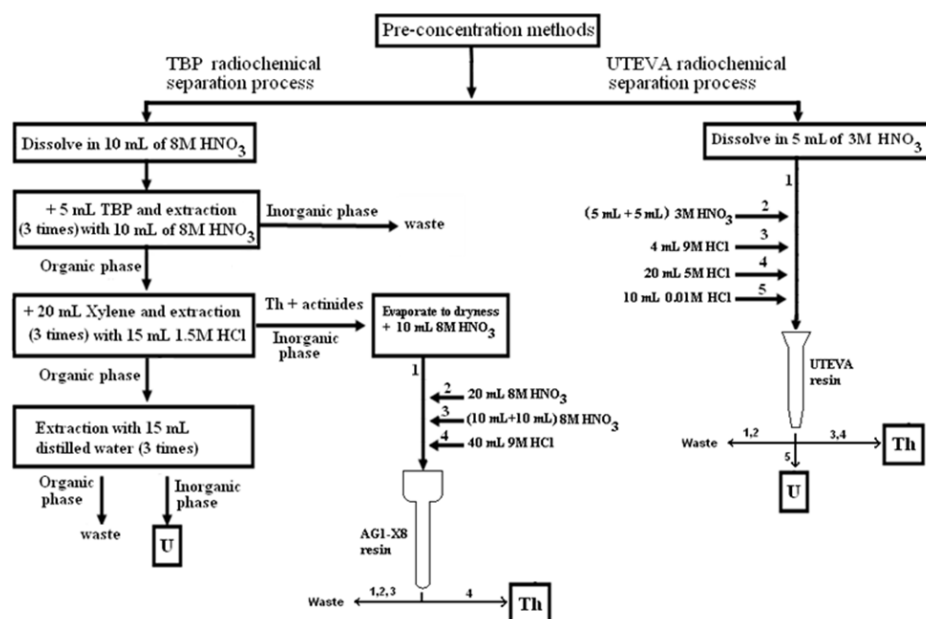 Pre-concentration methods
TBP radiochemical
separation process
UTEVA radiochemical
separation process
Dissolve in 10 mL of 8M HNO3
+ 5 mL TBP and extraction
(3 times) with 10 mL of 8M HNO3
Inorganic phase
waste
Organic phase
+ 20 mL Xylene and extraction
(3 times) with 15 mL 1.5M HCl
Th + actinides
Inorganic
phase
Evaporate to dryness
+ 10 mL 8M HNO3
Organic phase
Extraction with 15 mL
distilled water (3 times)
Organic
phase
waste
Inorganic
phase
U
1
2
20 mL 8M HNO3
3
(10 mL+10 mL) 8M HNO3
4
40 mL 9M HCl
AG1-X8
resin
Waste
1,2,3
4
Th
Dissolve in 5 mL of 3M HNO3
1
(5 mL + 5 mL) 3M HNO3
2
4 mL 9M HCl
3
20 mL 5M HCl
4
10 mL 0.01M HCl
5
UTEVA
resin
Waste
1,2
3,4
Th
5
U